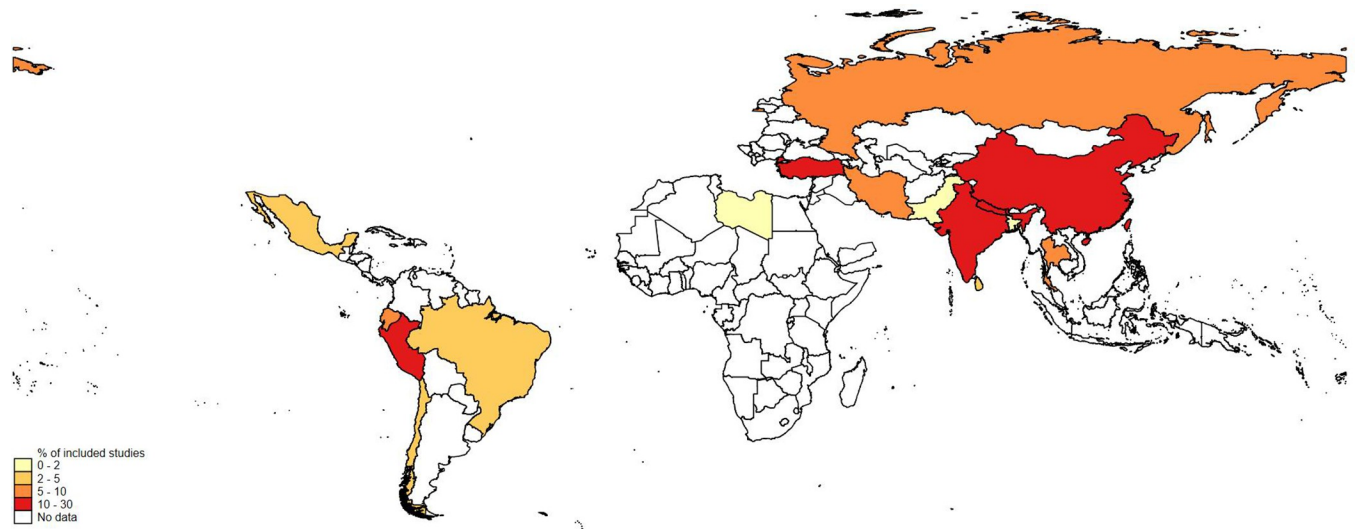 % of included studies
0 - 2
2 - 5
5 - 10
10 - 30
No data